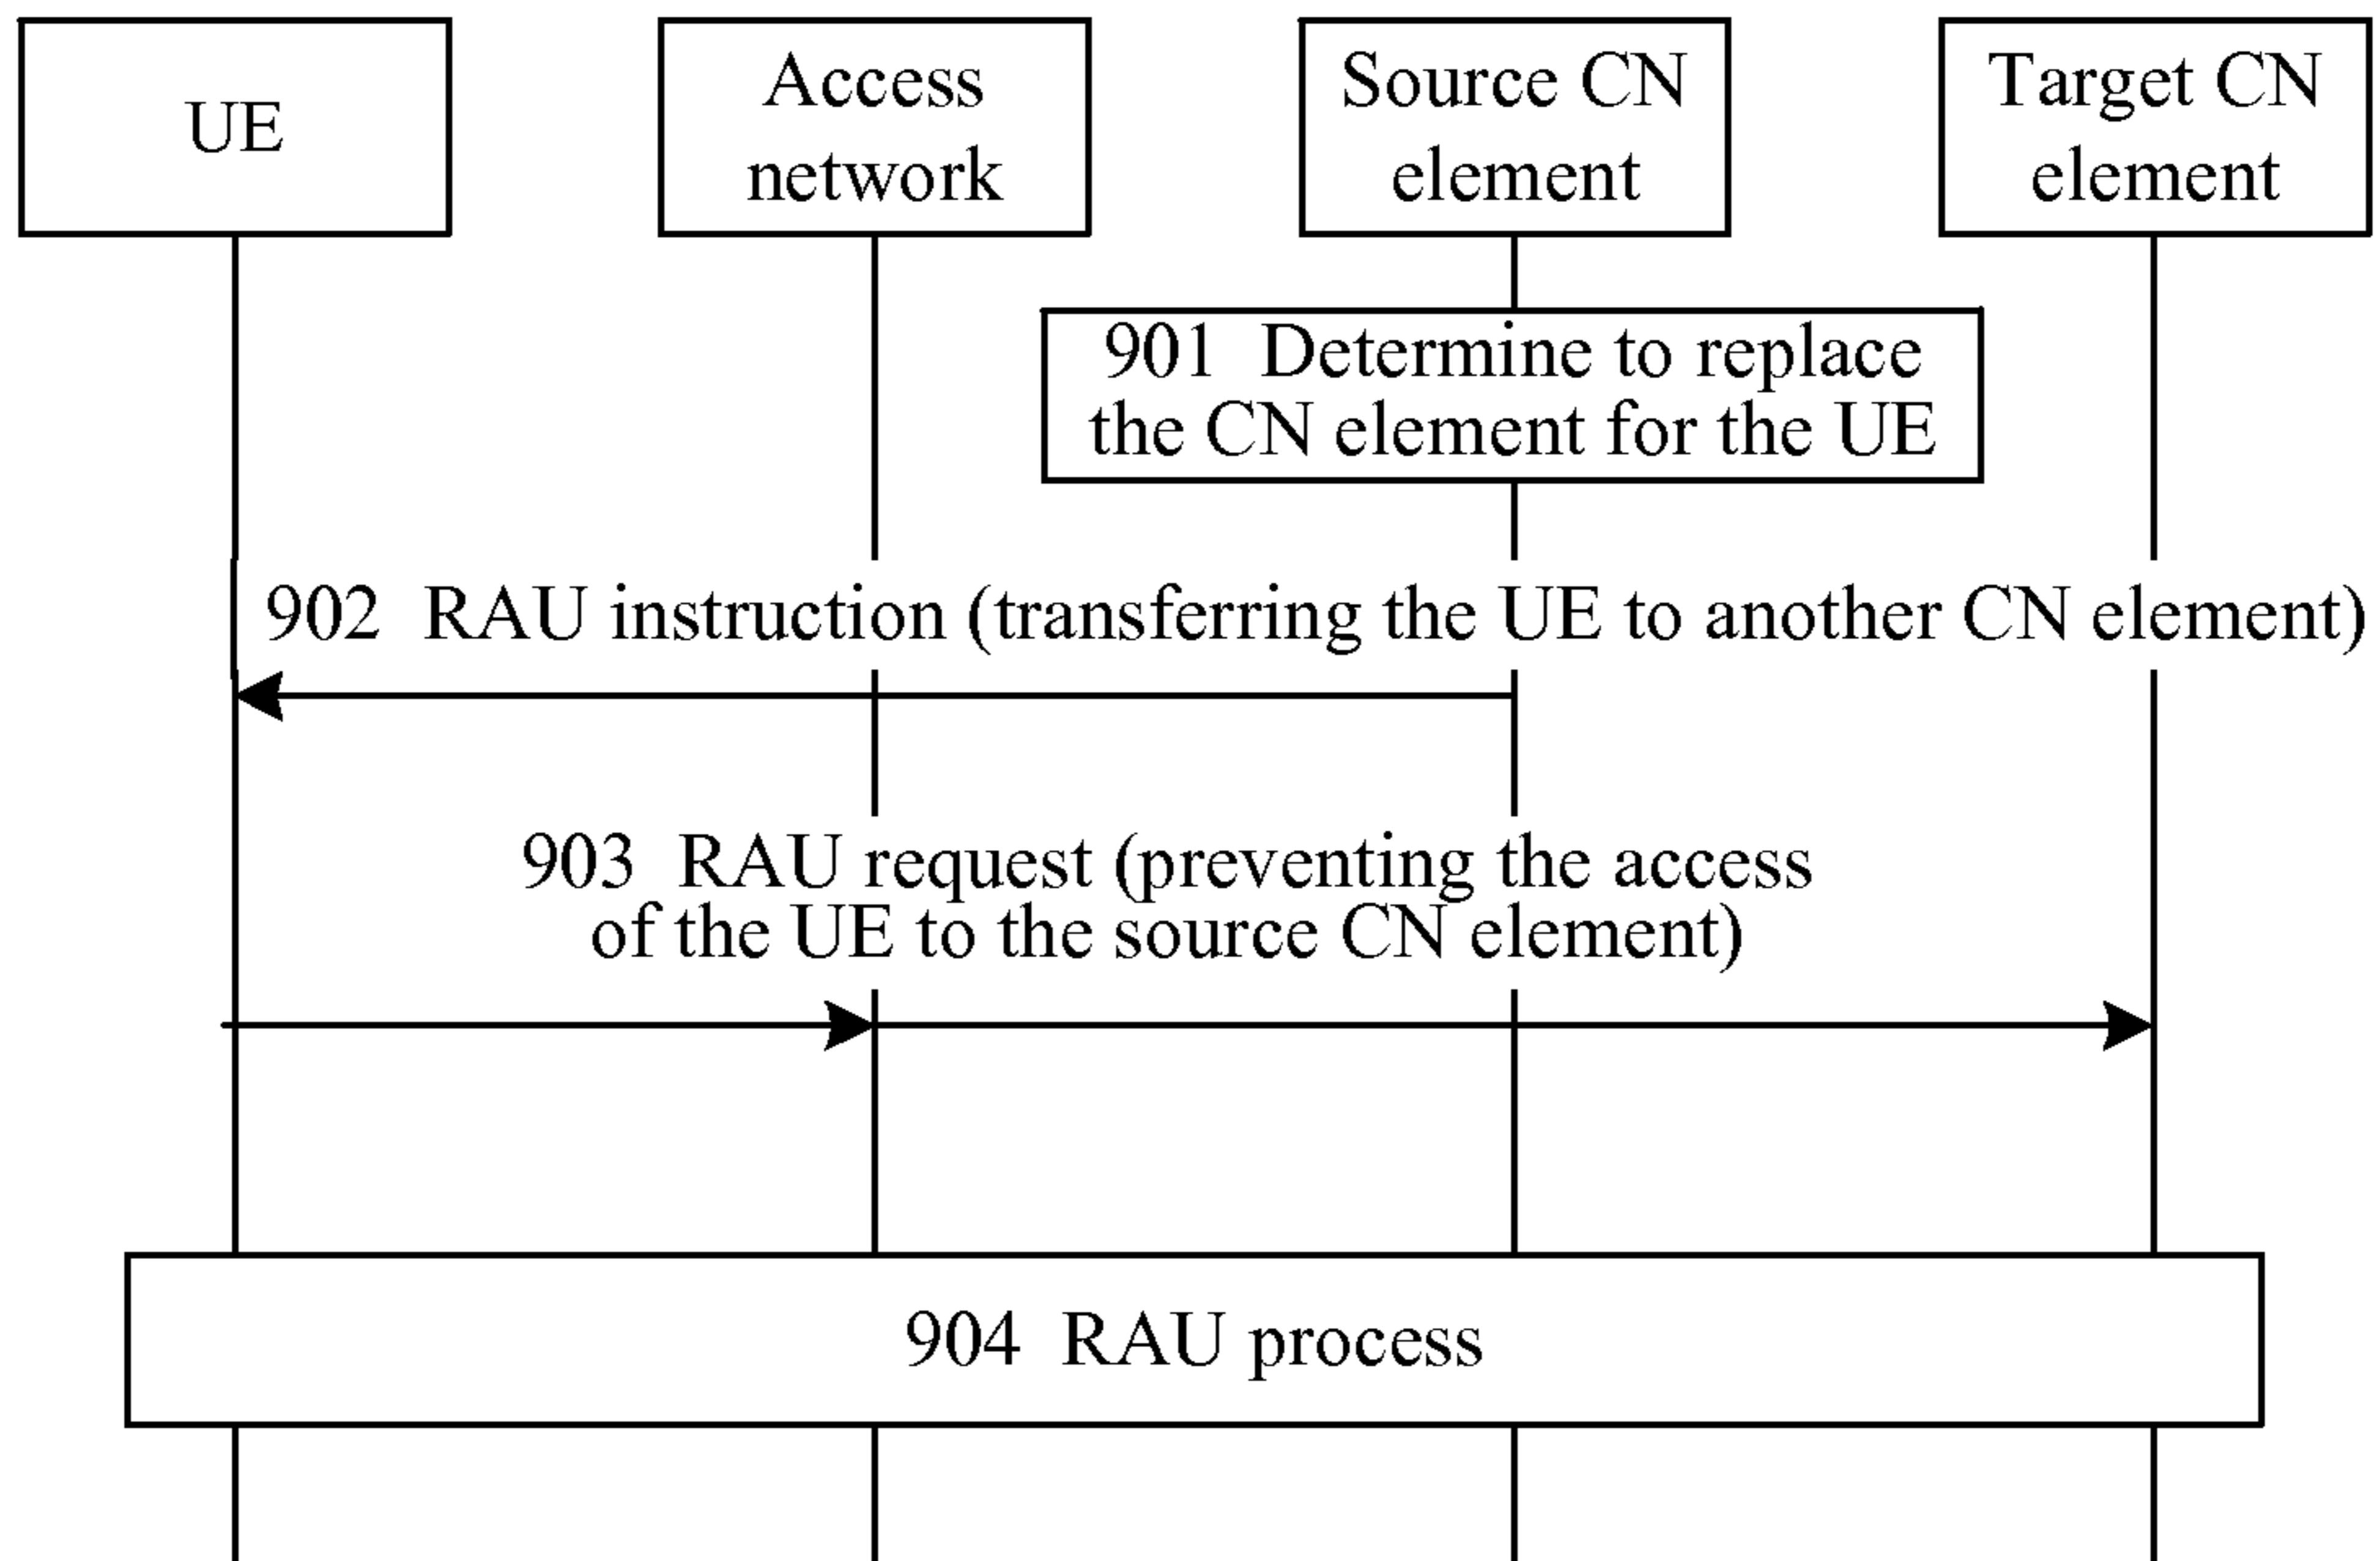 UE
Access
network
Source CN
element
Target CN
element
901 Determine to replace
the CN element for the UE
902 RAU instruction (transferring the UE to another CN element)
903 RAU request (preventing the access
of the UE to the source CN element)
904 RAU process